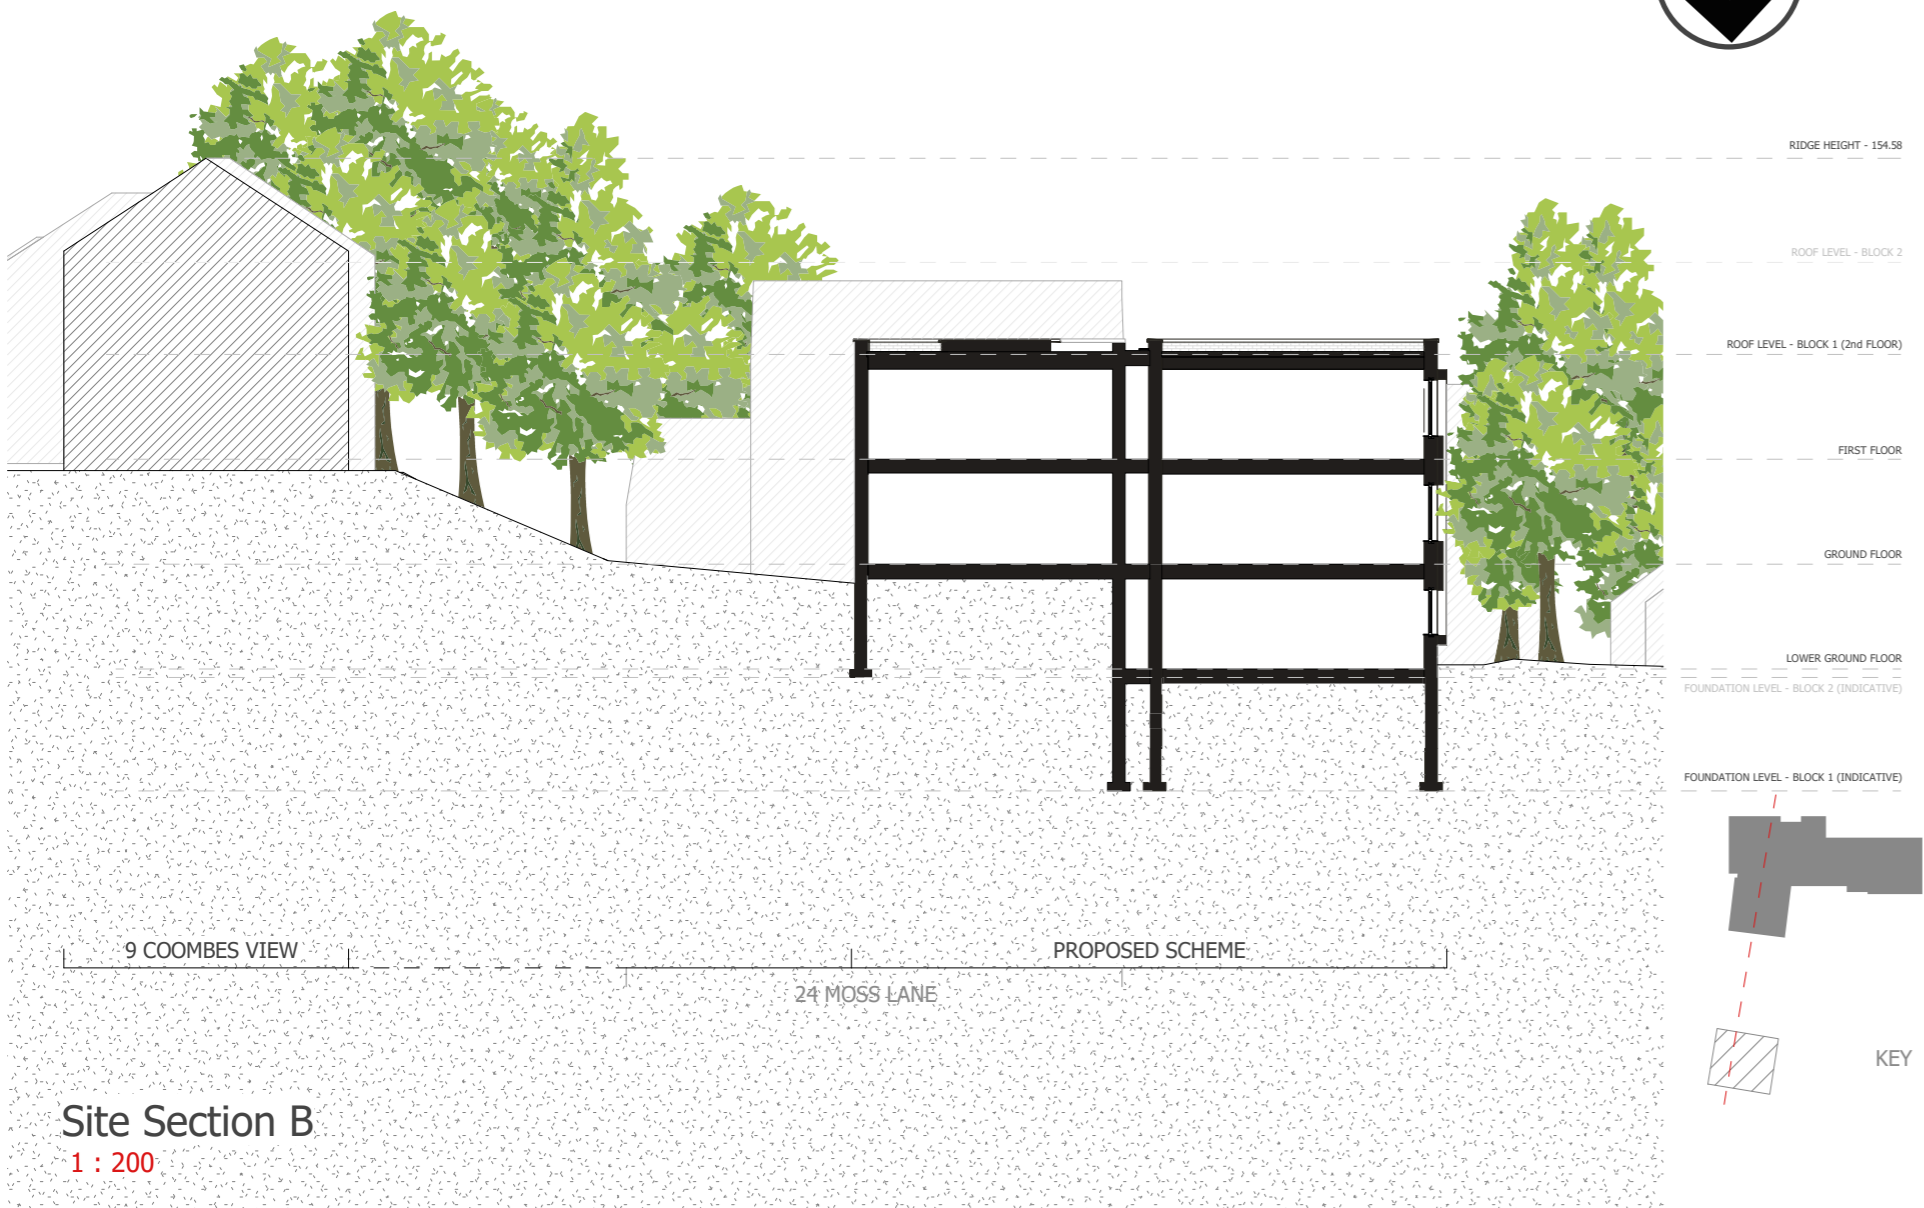 RIDGE HEIGHT - 154.58
ROOF LEVEL - BLOCK 2
ROOF LEVEL - BLOCK 1 (2nd FLOOR)
FIRST FLOOR
GROUND FLOOR
LOWER GROUND FLOOR
FOUNDATION LEVEL - BLOCK 2 (INDICATIVE)
FOUNDATION LEVEL - BLOCK 1 (INDICATIVE)
9 COOMBES VIEW
PROPOSED SCHEME
24 MOSS LANE
KEY
Site Section B
1 : 200